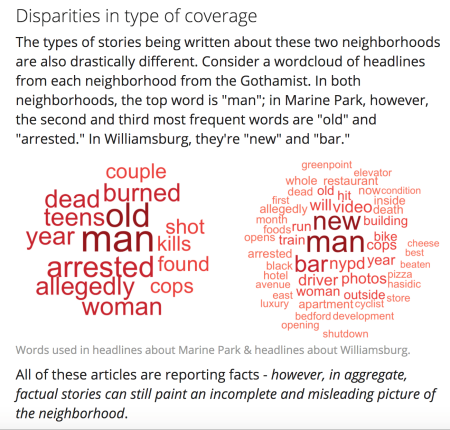 Disparities in type of coverage
The types of stories being written about these two neighborhoods
are also drastically different. Consider a wordcloud of headlines
from each neighborhood from the Gothamist. In both
neighborhoods, the top word is "man"; in Marine Park, however,
the second and third most frequent words are "old" and
"arrested." In Williamsburg, they're "new" and "bar."
couple
dead burned
teens old shot
year man kills
arrested found
allegedly cops
woman
greenpoint
elevator
whole restaurant
dead old hit now condition
first allegedly will video inside death
month foods run new building
opens train man cops bike cheese
arrested best
black bar nypd year beaten
hotel driver photos pizza
avenue hasidic
east woman outside store
luxury apartment cyclist
bedford development
opening
shutdown
Words used in headlines about Marine Park & headlines about Williamsburg.
All of these articles are reporting facts - however, in aggregate,
factual stories can still paint an incomplete and misleading picture of
the neighborhood.